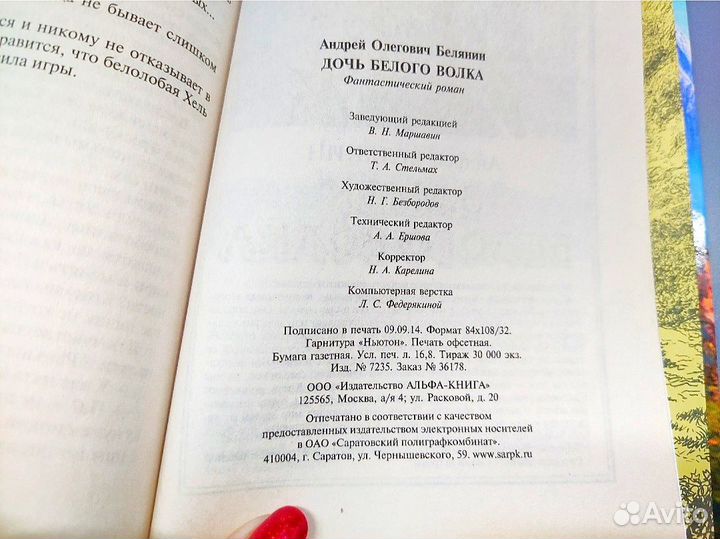 не бывает слишком
ся и никому не отказывает в
равится, что белолобая Хель
ила игры.
Андрей Олегович Белянин
ДОЧЬ БЕЛОГО ВОЛКА
Фантастический роман
Заведующий редакцией
В. Н. Маршавин
Ответственный редактор
Т. А. Стельмах
Художественный редактор
Н. Г. Безбородов
Технический редактор
А. А. Ершова
Корректор
Н. А. Карелина
Компьютерная верстка
Л. С. Федерякиной
Подписано в печать 09.09.14. Формат 84х108/32.
Гарнитура «Ньютон». Печать офсетная.
Бумага газетная. Усл. печ. л. 16,8. Тираж 30 000 экз.
Изд. № 7235. Заказ № 36178.
ООО «Издательство АЛЬФА-КНИГА»
125565, Москва, а/я 4; ул. Расковой, д. 20
Отпечатано в соответствии с качеством
предоставленных издательством электронных носителей
в ОАО «Саратовский полиграфкомбинат».
410004, г. Саратов, ул. Чернышевского, 59. www.sarpk.ru
Avito